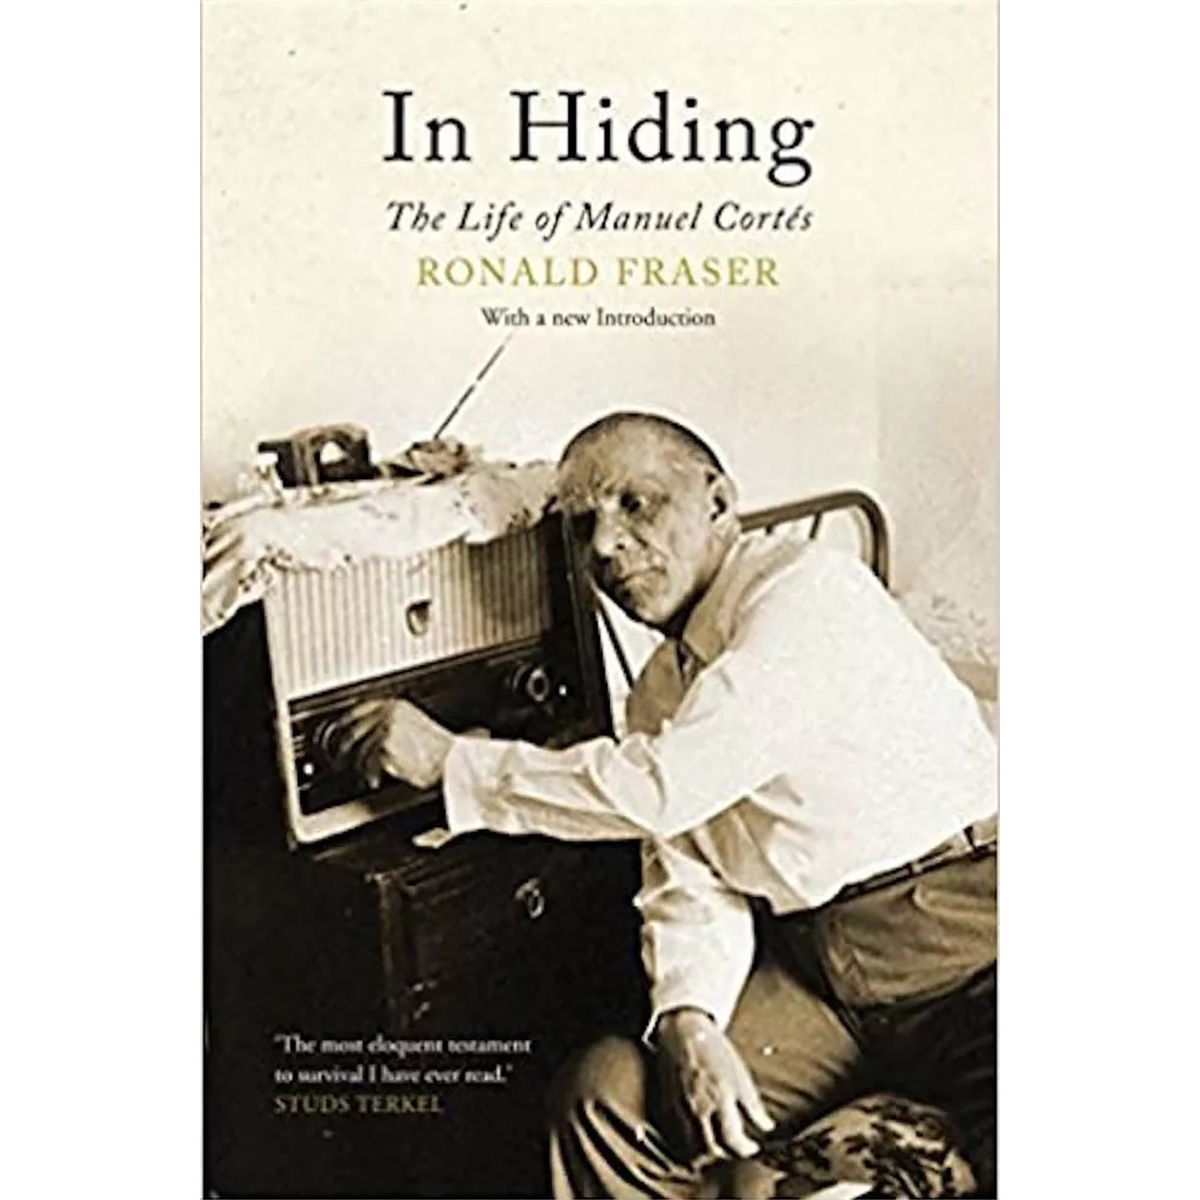 In Hiding
The Life of Manuel Cortés
RONALD FRASER
With a new Introduction
'The most eloquent testament
to survival I have ever read.'
STUDS TERKEL